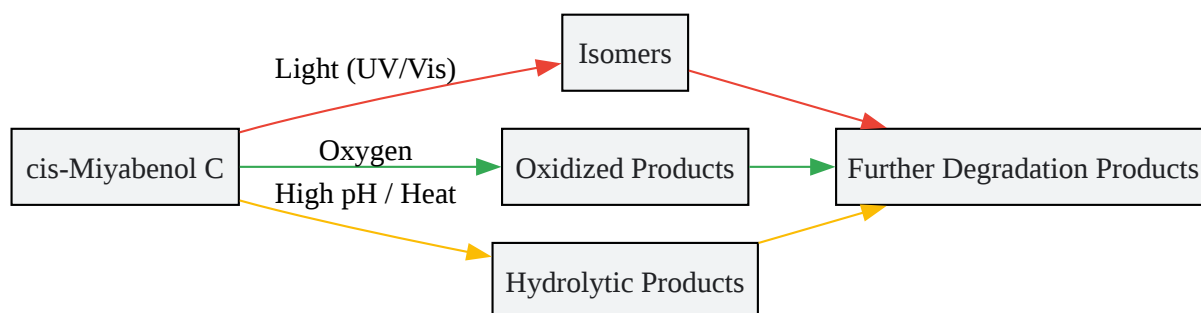 Isomers
Light (UV/Vis)
cis-Miyabenol C
Oxygen
Oxidized Products
Further Degradation Products
High pH / Heat
Hydrolytic Products